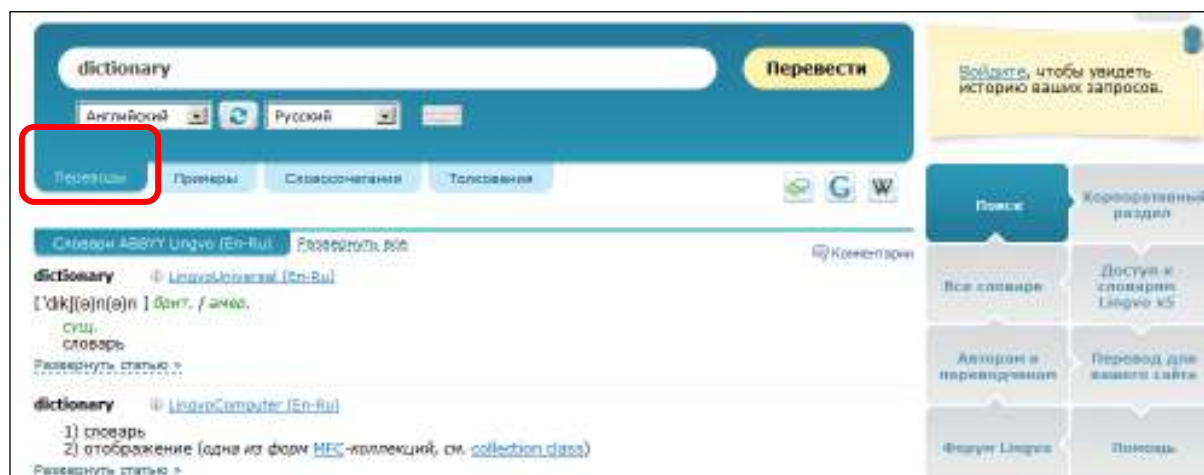 dictionary
Перевести
Английский
Русский
Переводы
Примеры
Словосочетания
Толкования
G
W
Войдите, чтобы увидеть
историю ваших запросов.
Словари ABBYY Lingvo (En-Ru)
Развернуть все
Комментарии
dictionary LingvoUniversal (En-Ru)
брит. / амер.
сущ.
словарь
Развернуть статью »
dictionary LingvoComputer (En-Ru)
1) словарь
2) отображение (одна из форм MFC-коллекций, см. collection class)
Развернуть статью »
Поиск
Корпоративный
раздел
Все словари
Доступ к
словарям
Lingvo x5
Авторам и
переводчикам
Перевод для
вашего сайта
Форум Lingvo
Помощь